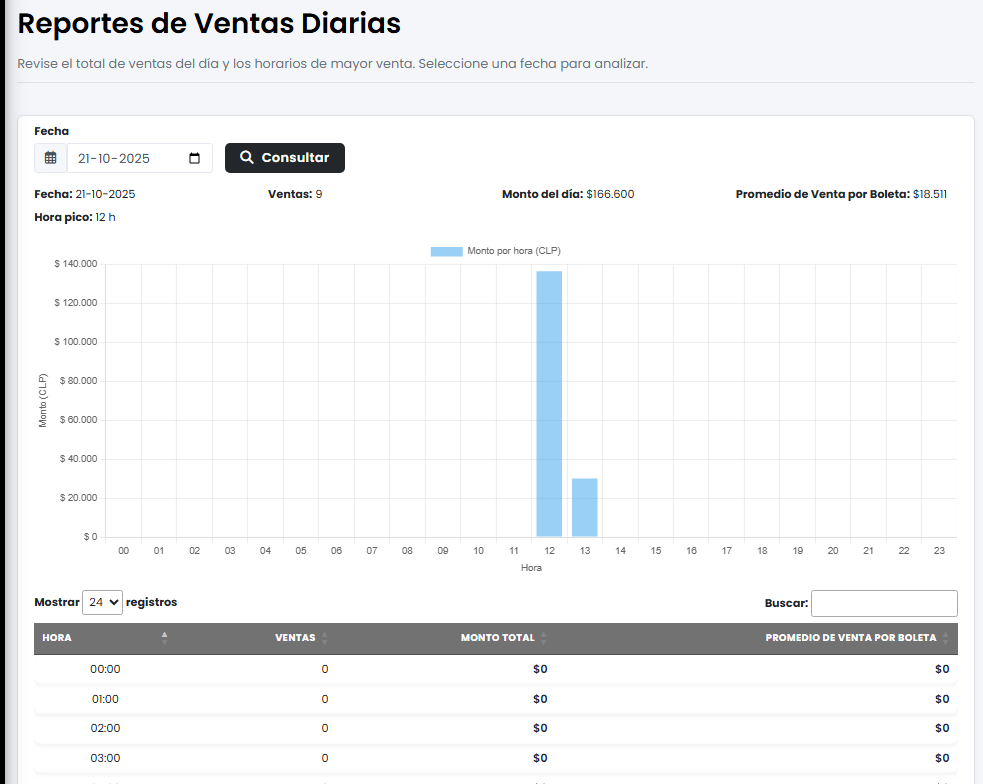 Reportes de Ventas Diarias
Revise el total de ventas del día y los horarios de mayor venta. Seleccione una fecha para analizar.
Fecha
21-10-2025 Consultar
Fecha: 21-10-2025 Ventas: 9 Monto del día: $166.600 Promedio de Venta por Boleta: $18.511
Hora pico: 12 h
Monto por hora (CLP)
$ 140.000
$ 120.000
$ 100.000
$ 80.000
$ 60.000
$ 40.000
$ 20.000
$ 0
Monto (CLP)
00 01 02 03 04 05 06 07 08 09 10 11 12 13 14 15 16 17 18 19 20 21 22 23
Hora
Mostrar 24 registros Buscar:
HORA VENTAS MONTO TOTAL PROMEDIO DE VENTA POR BOLETA
00:00 0 $0 $0
01:00 0 $0 $0
02:00 0 $0 $0
03:00 0 $0 $0